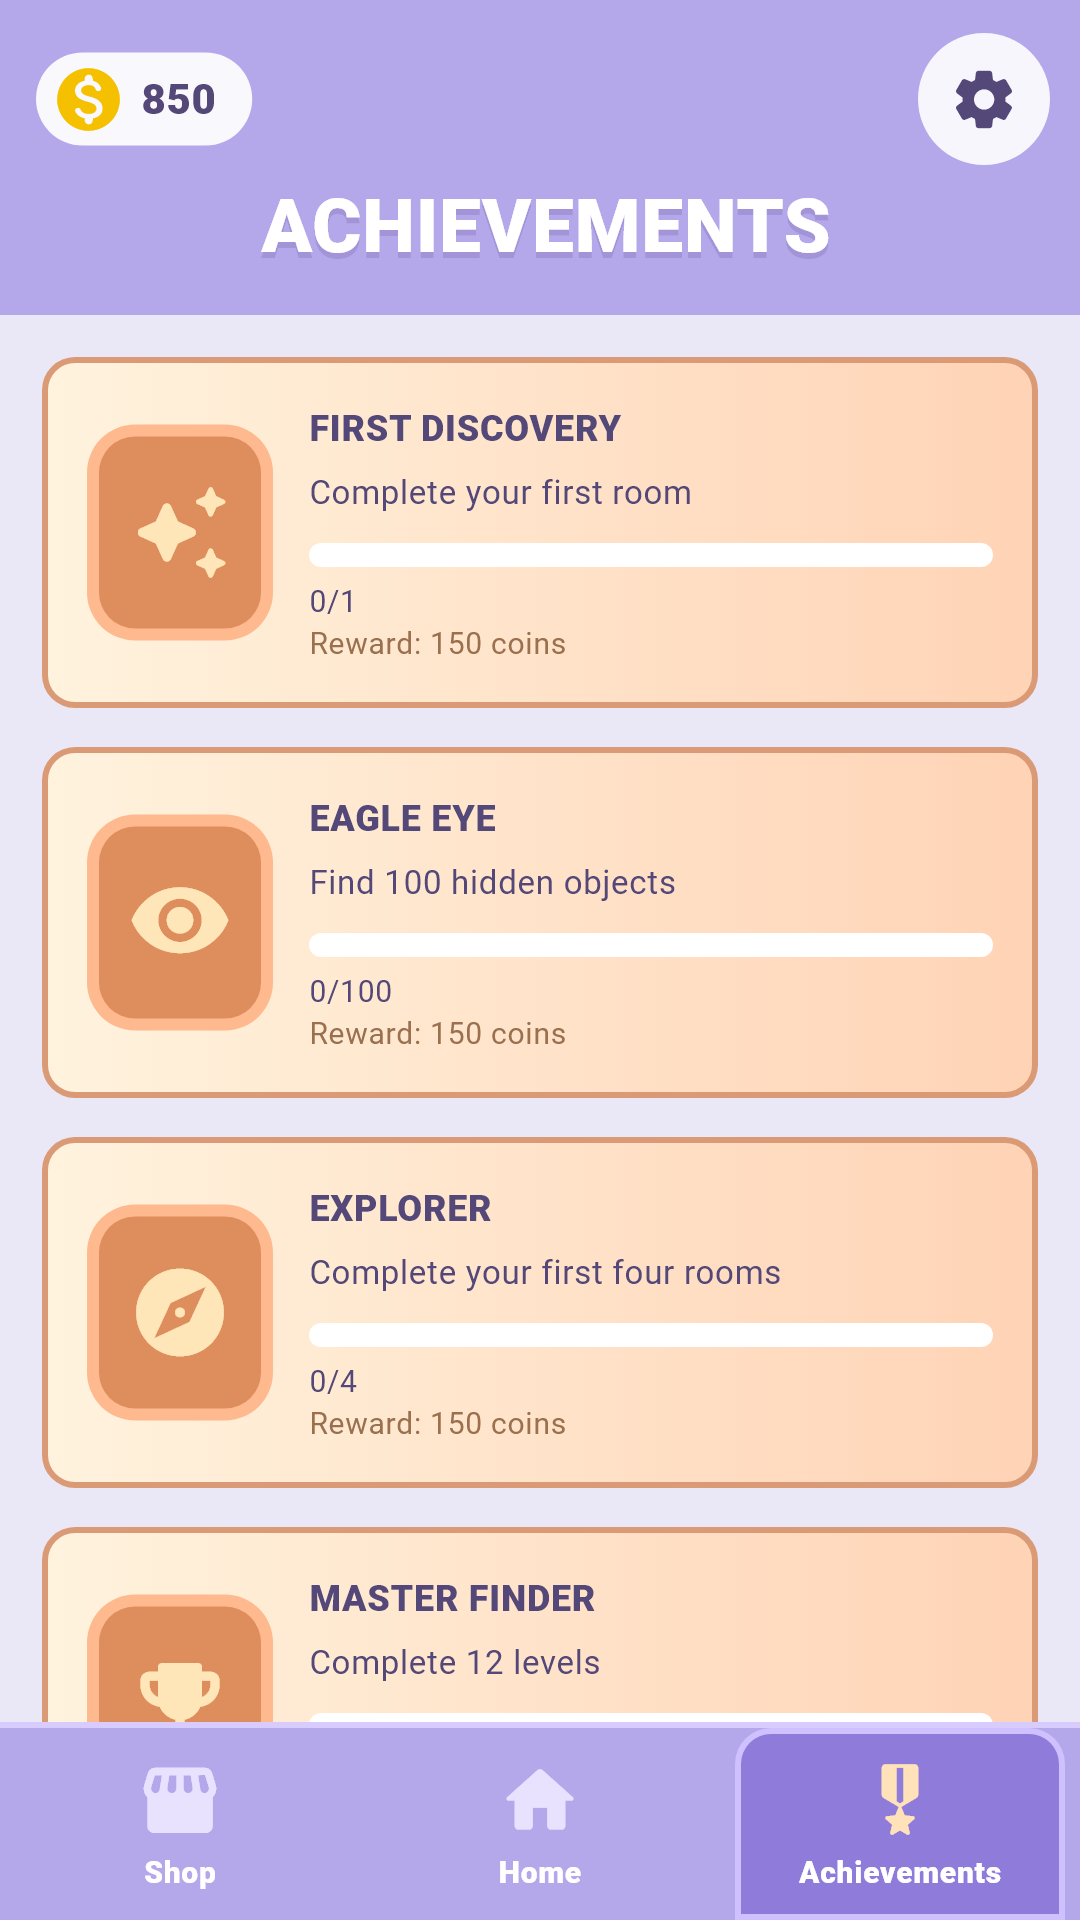 850
ACHIEVEMENTS
FIRST DISCOVERY
Complete your first room
0/1
Reward: 150 coins
EAGLE EYE
Find 100 hidden objects
0/100
Reward: 150 coins
EXPLORER
Complete your first four rooms
0/4
Reward: 150 coins
MASTER FINDER
Complete 12 levels
Shop
Home
Achievements